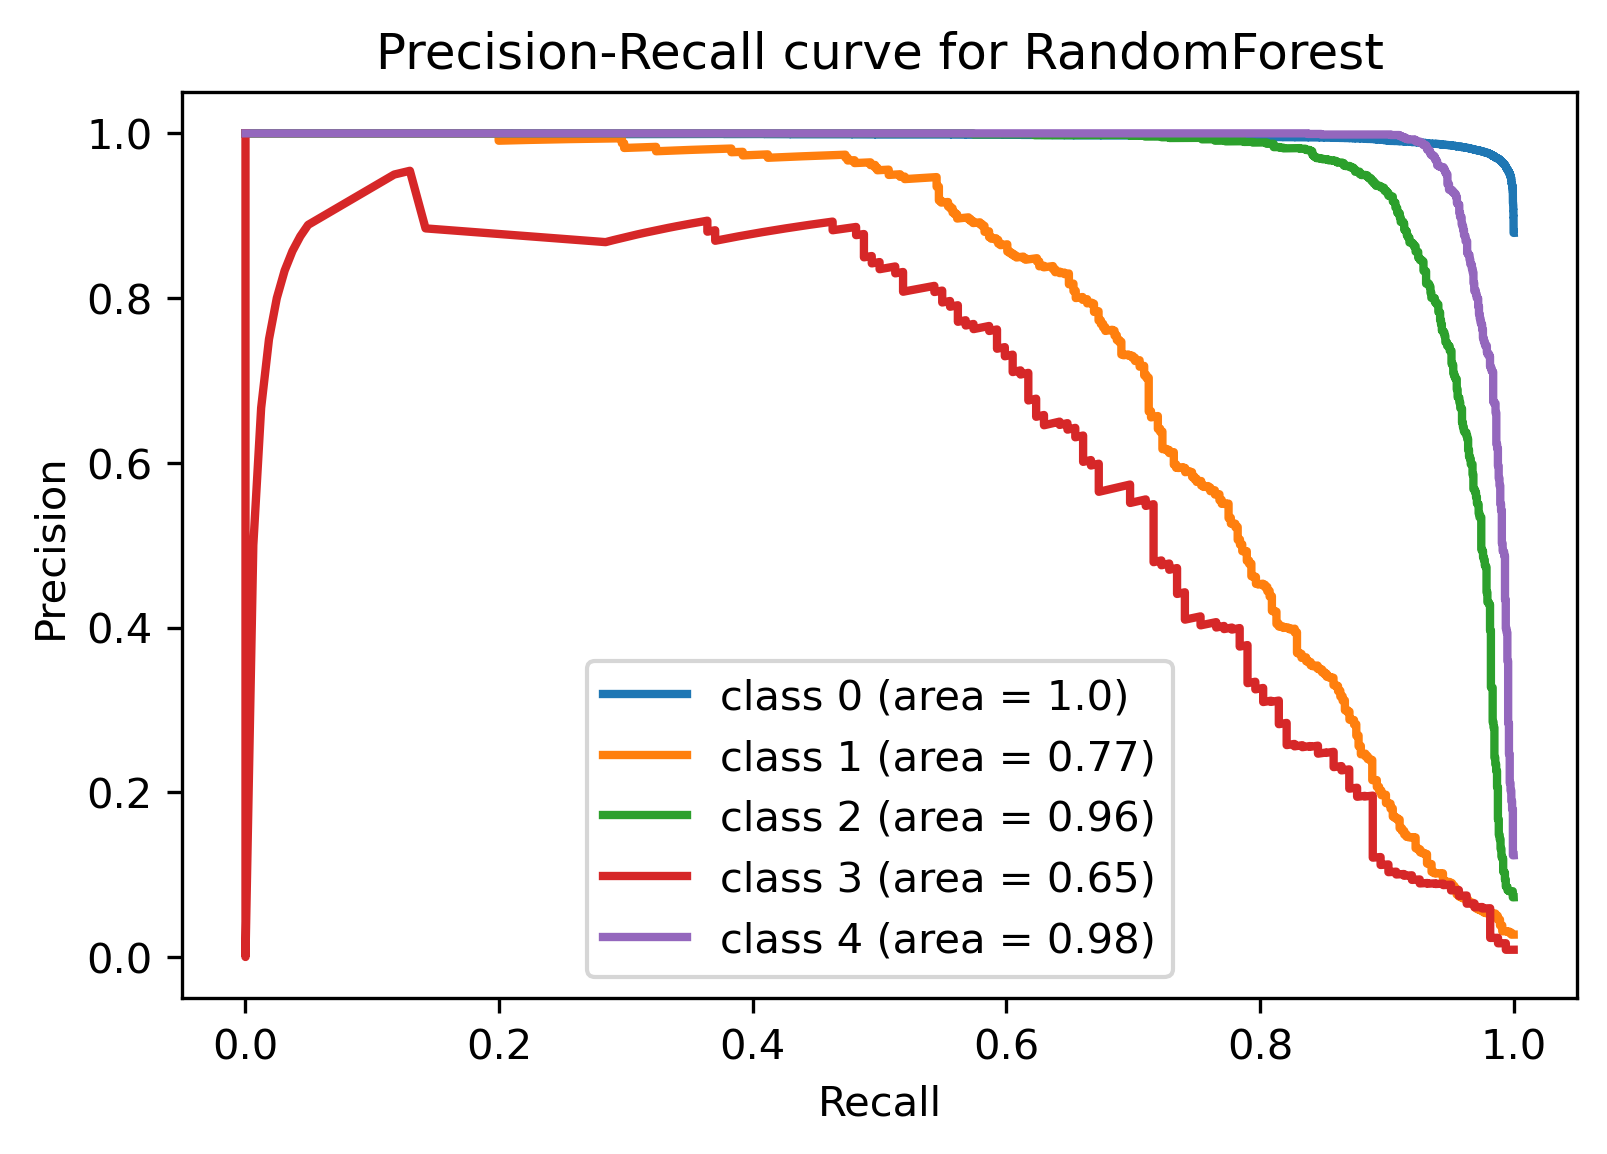 Precision-Recall curve for RandomForest
1.0
0.8
0.6
0.4
0.2
0.0
Precision
class 0 (area = 1.0)
class 1 (area = 0.77)
class 2 (area = 0.96)
class 3 (area = 0.65)
class 4 (area = 0.98)
0.0 0.2 0.4 0.6 0.8 1.0
Recall